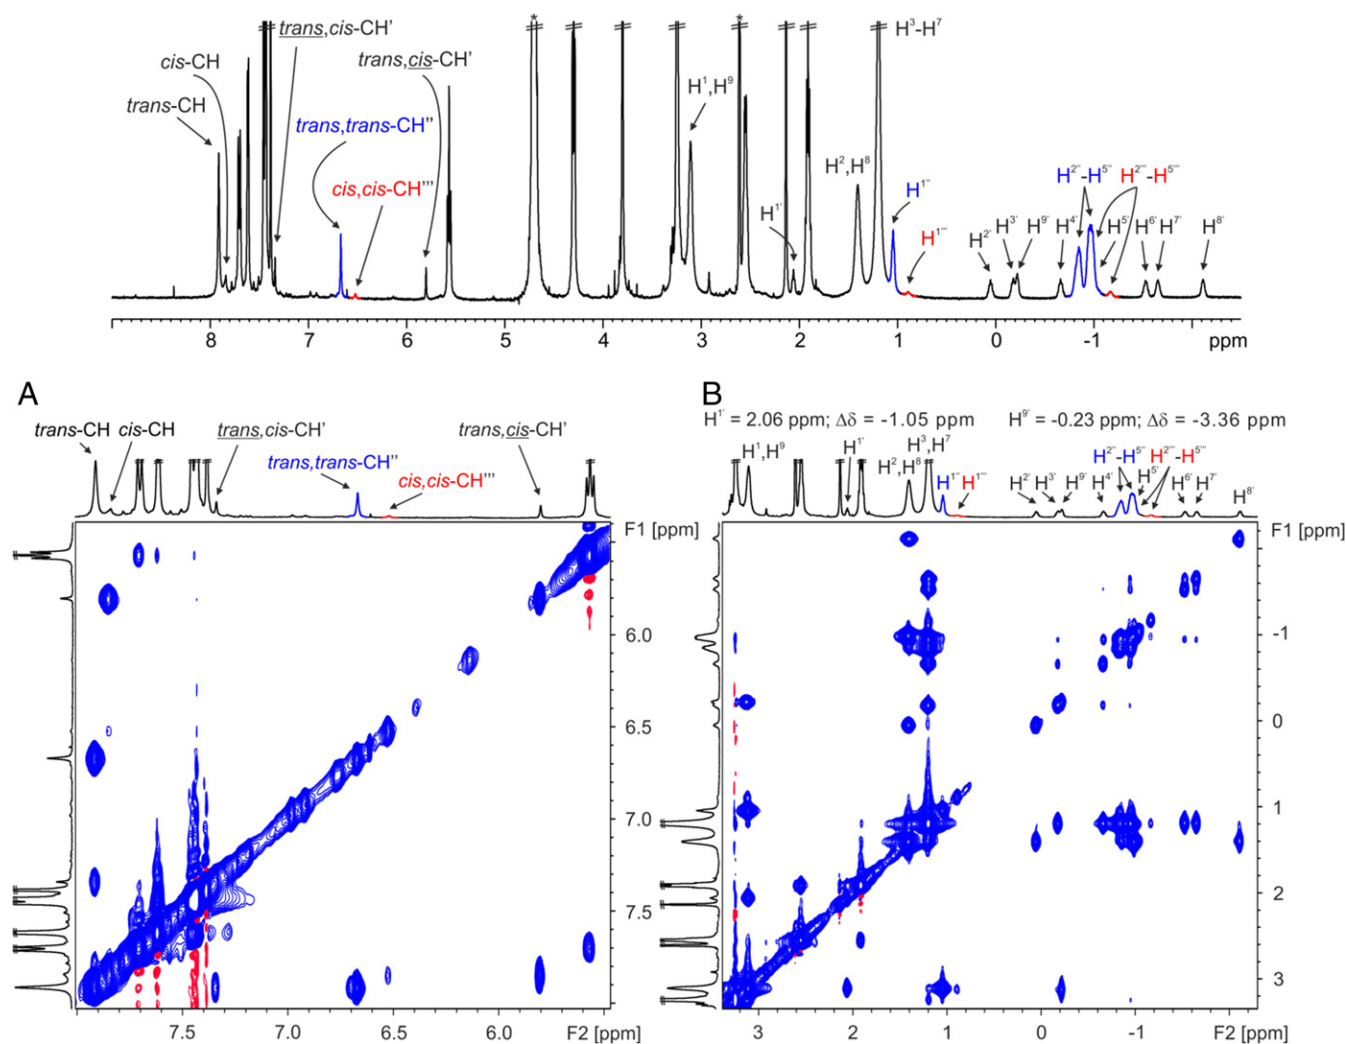 * *
trans,cis-CH' H³-H⁷
cis-CH trans,cis-CH'
trans-CH H¹,H⁹
trans,trans-CH''
H²,H⁸ H²''-H⁵'' H²'''-H⁵'''
cis,cis-CH''' H¹''
H¹' H¹''' H²' H³' H⁹' H⁴' H⁵' H⁶' H⁷' H⁸'
8 7 6 5 4 3 2 1 0 -1 ppm
A
trans-CH cis-CH trans,cis-CH' trans,cis-CH'
trans,trans-CH''
cis,cis-CH'''
F1 [ppm]
6.0
6.5
7.0
7.5
7.5 7.0 6.5 6.0 F2 [ppm]
B
H¹' = 2.06 ppm; Δδ = -1.05 ppm H⁹' = -0.23 ppm; Δδ = -3.36 ppm
H³,H⁷
H¹,H⁹ H¹' H²,H⁸ H²''-H⁵'' H²'''-H⁵'''
H¹'' H¹''' H²' H³' H⁹' H⁴' H⁵' H⁶' H⁷' H⁸'
F1 [ppm]
-1
0
1
2
3
3 2 1 0 -1 F2 [ppm]